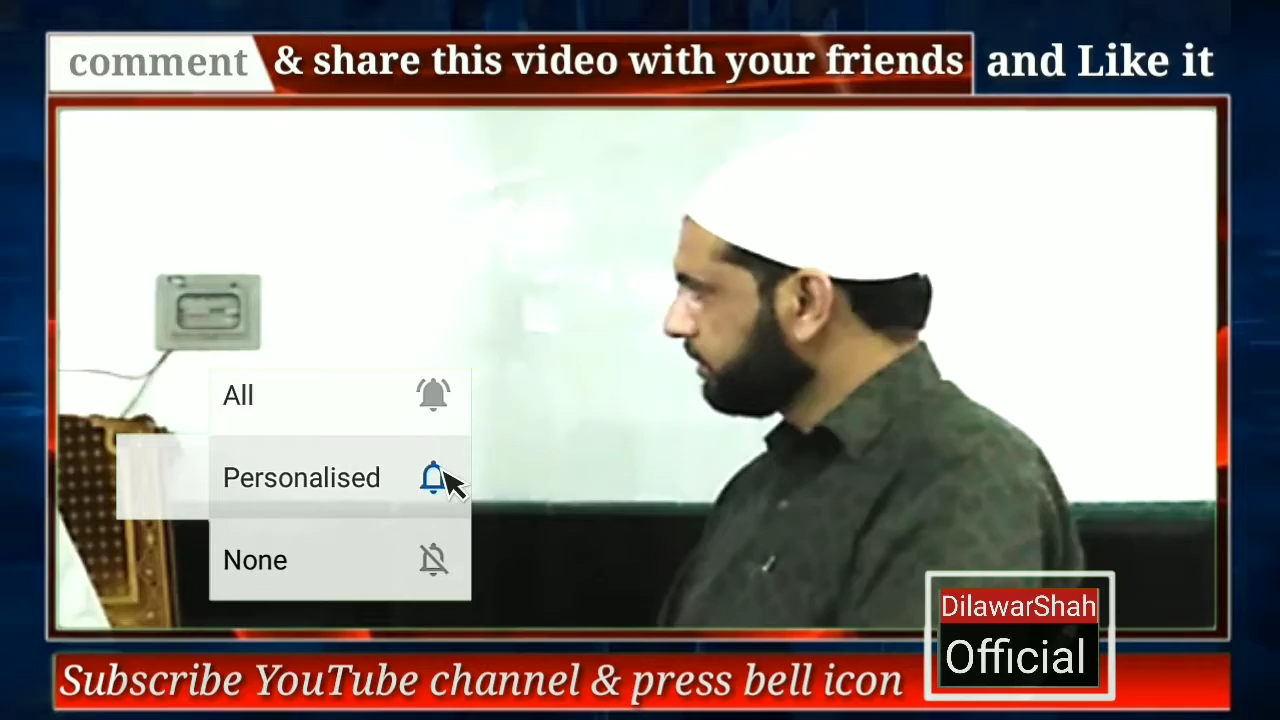 comment & share this video with your friends and Like it
All
Personalised
None
DilawarShah
Official
Subscribe YouTube channel & press bell icon